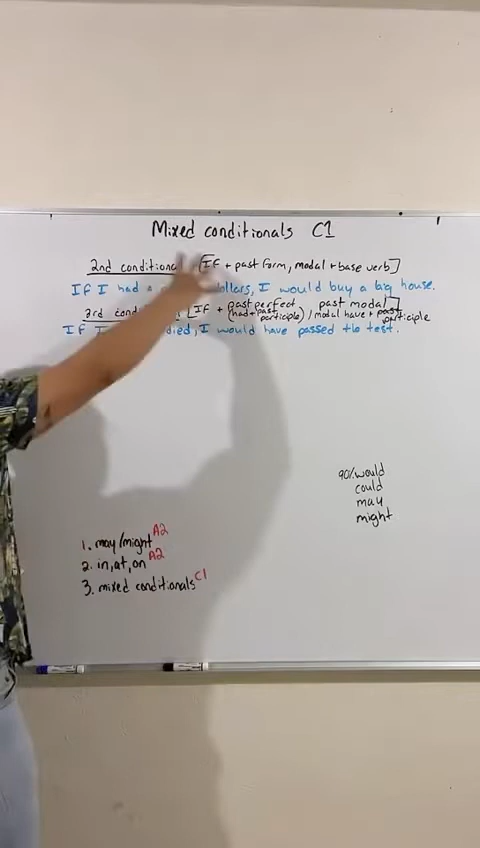 Mixed conditionals C1
2nd conditional [If + past form, modal + base verb]
If I had a dollars, I would buy a big house.
3rd [If + past perfect, past modal]
(had + past participle) / modal have + past participle
If I died, I would have passed the test.
90% would
could
may
might
1. may/might A2
2. in, at, on A2
3. mixed conditionals C1